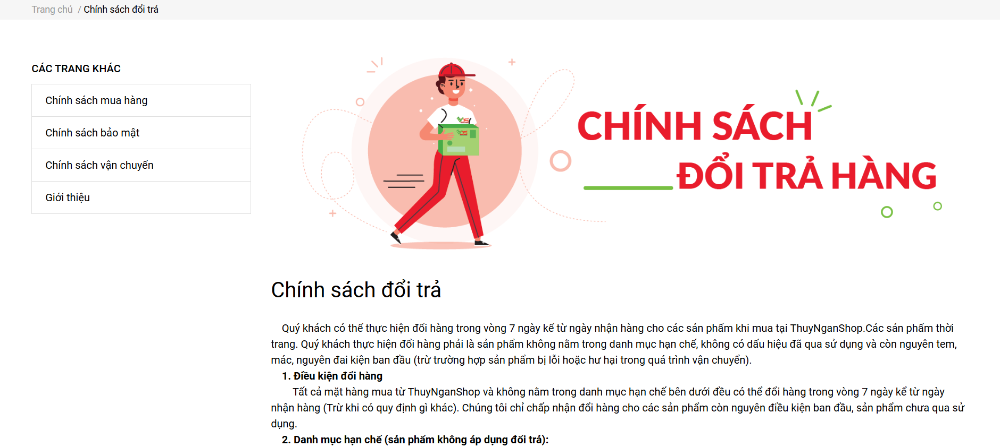 Trang chủ / Chính sách đổi trả
CÁC TRANG KHÁC
Chính sách mua hàng
Chính sách bảo mật
Chính sách vận chuyển
Giới thiệu
CHÍNH SÁCH
ĐỔI TRẢ HÀNG
Chính sách đổi trả
Quý khách có thể thực hiện đổi hàng trong vòng 7 ngày kể từ ngày nhận hàng cho các sản phẩm khi mua tại ThuyNganShop.Các sản phẩm thời
trang. Quý khách thực hiện đổi hàng phải là sản phẩm không nằm trong danh mục hạn chế, không có dấu hiệu đã qua sử dụng và còn nguyên tem,
mác, nguyên đai kiện ban đầu (trừ trường hợp sản phẩm bị lỗi hoặc hư hại trong quá trình vận chuyển).
1. Điều kiện đổi hàng
Tất cả mặt hàng mua từ ThuyNganShop và không nằm trong danh mục hạn chế bên dưới đều có thể đổi hàng trong vòng 7 ngày kể từ ngày
nhận hàng (Trừ khi có quy định gì khác). Chúng tôi chỉ chấp nhận đổi hàng cho các sản phẩm còn nguyên điều kiện ban đầu, sản phẩm chưa qua sử
dụng.
2. Danh mục hạn chế (sản phẩm không áp dụng đổi trả):